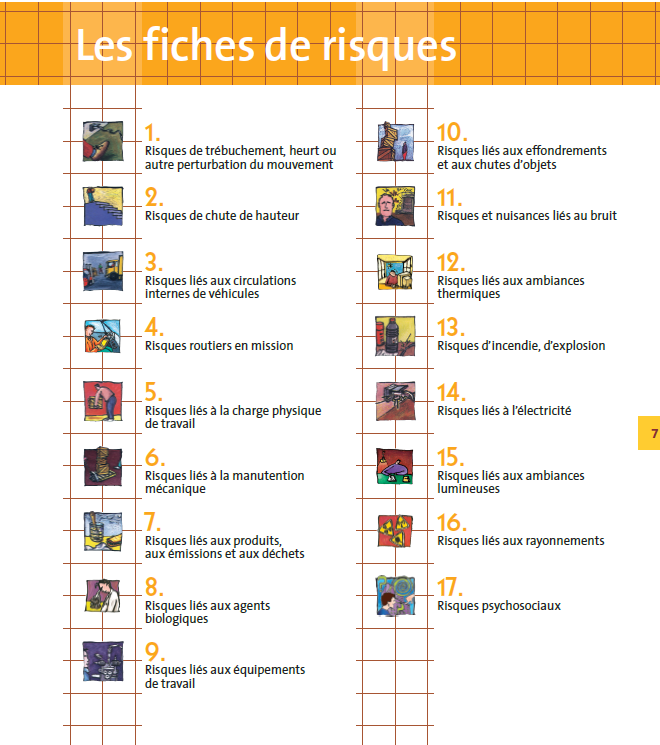 Les fiches de risques
1.
Risques de trébuchement, heurt ou
autre perturbation du mouvement
2.
Risques de chute de hauteur
3.
Risques liés aux circulations
internes de véhicules
4.
Risques routiers en mission
5.
Risques liés à la charge physique
de travail
6.
Risques liés à la manutention
mécanique
7.
Risques liés aux produits,
aux émissions et aux déchets
8.
Risques liés aux agents
biologiques
9.
Risques liés aux équipements
de travail
10.
Risques liés aux effondrements
et aux chutes d'objets
11.
Risques et nuisances liés au bruit
12.
Risques liés aux ambiances
thermiques
13.
Risques d'incendie, d'explosion
14.
Risques liés à l'électricité
15.
Risques liés aux ambiances
lumineuses
16.
Risques liés aux rayonnements
17.
Risques psychosociaux
7